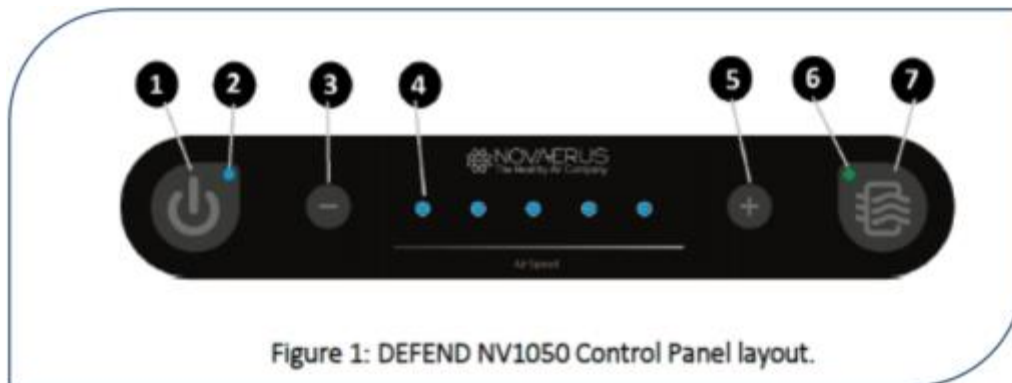 1 2 3 4 5 6 7
NOVAERUS
The Healthy Air Company
− +
Air Speed
Figure 1: DEFEND NV1050 Control Panel layout.